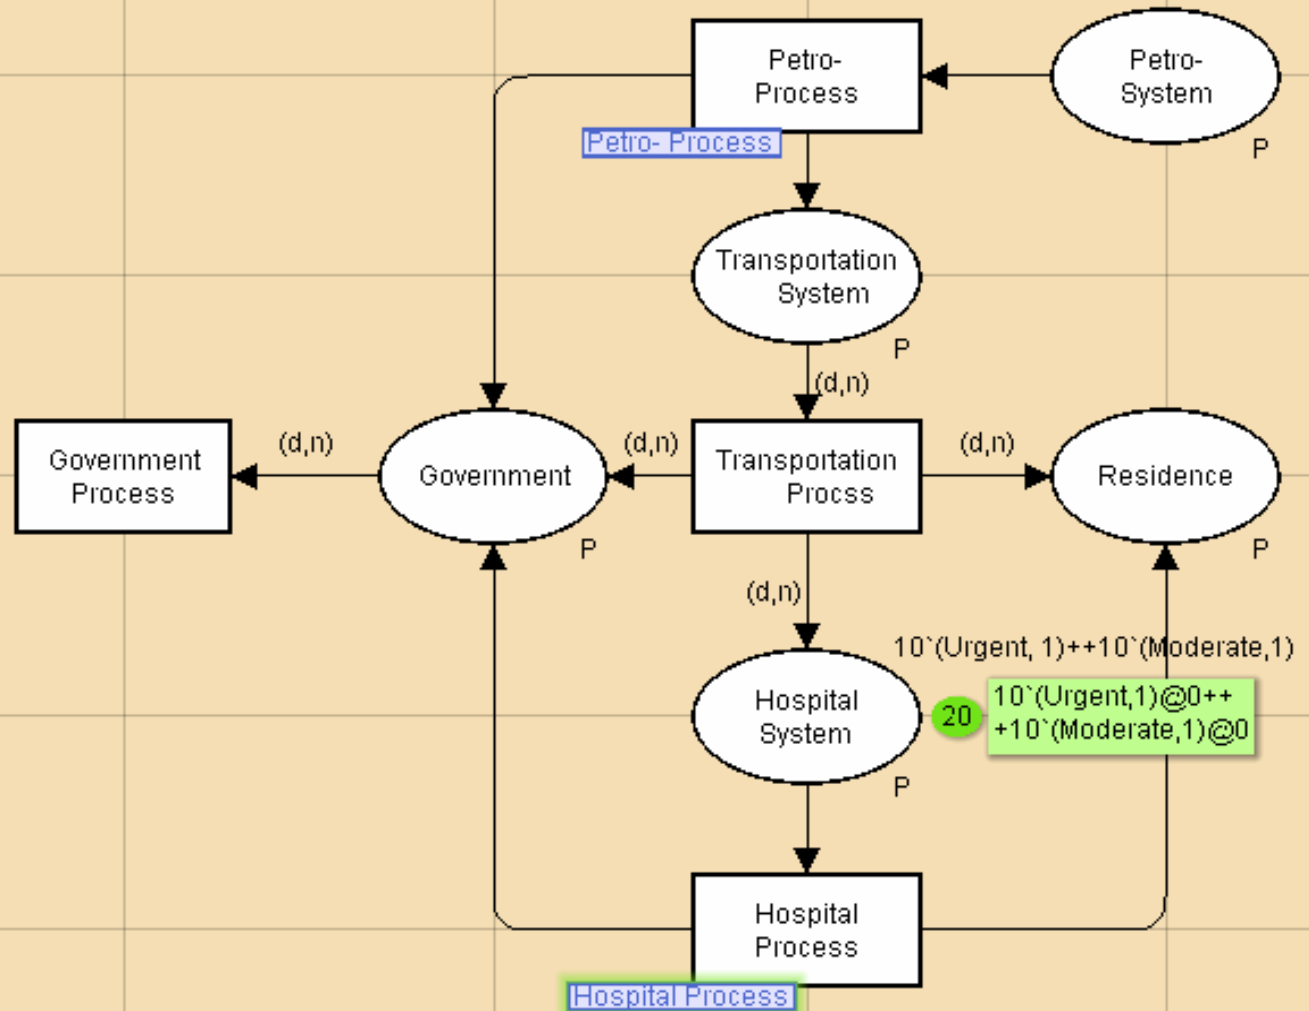 Petro-
Process
Petro-
System
P
Petro- Process
Transportation
System
P
(d,n)
Government
Process
(d,n)
Government
P
(d,n)
Transportation
Procss
(d,n)
Residence
P
(d,n)
10`(Urgent, 1)++10`(Moderate,1)
Hospital
System
P
20
10`(Urgent,1)@0++
+10`(Moderate,1)@0
Hospital
Process
Hospital Process